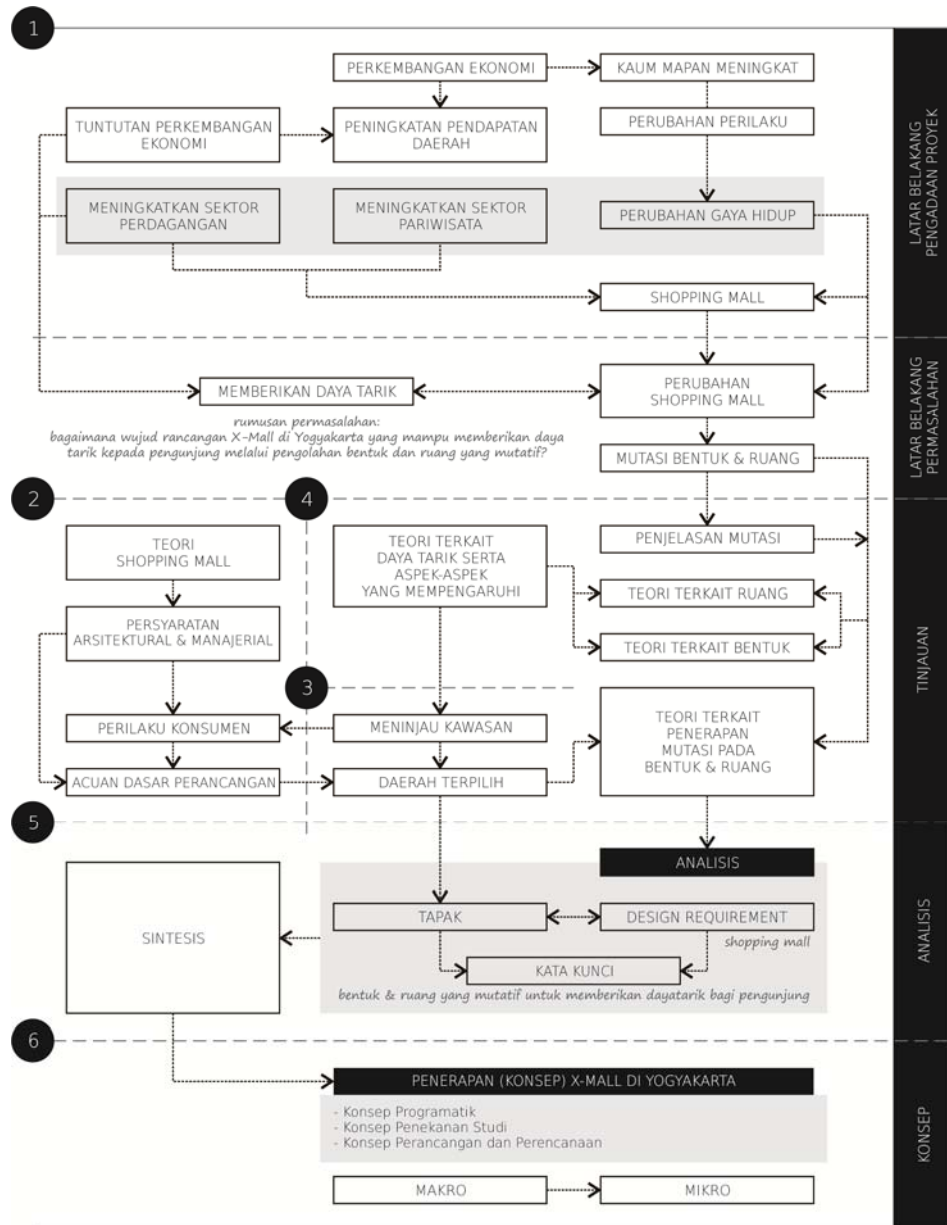 1
PERKEMBANGAN EKONOMI
KAUM MAPAN MENINGKAT
TUNTUTAN PERKEMBANGAN
EKONOMI
PENINGKATAN PENDAPATAN
DAERAH
PERUBAHAN PERILAKU
MENINGKATKAN SEKTOR
PERDAGANGAN
MENINGKATKAN SEKTOR
PARIWISATA
PERUBAHAN GAYA HIDUP
SHOPPING MALL
LATAR BELAKANG
PENGADAAN PROYEK
MEMBERIKAN DAYA TARIK
PERUBAHAN
SHOPPING MALL
rumusan permasalahan:
bagaimana wujud rancangan X-Mall di Yogyakarta yang mampu memberikan daya
tarik kepada pengunjung melalui pengolahan bentuk dan ruang yang mutatif?
MUTASI BENTUK & RUANG
LATAR BELAKANG
PERMASALAHAN
2
4
TEORI
SHOPPING MALL
TEORI TERKAIT
DAYA TARIK SERTA
ASPEK-ASPEK
YANG MEMPENGARUHI
PENJELASAN MUTASI
TEORI TERKAIT RUANG
TEORI TERKAIT BENTUK
PERSYARATAN
ARSITEKTURAL & MANAJERIAL
3
PERILAKU KONSUMEN
MENINJAU KAWASAN
TEORI TERKAIT
PENERAPAN
MUTASI PADA
BENTUK & RUANG
ACUAN DASAR PERANCANGAN
DAERAH TERPILIH
TINJAUAN
5
ANALISIS
SINTESIS
TAPAK
DESIGN REQUIREMENT
shopping mall
KATA KUNCI
bentuk & ruang yang mutatif untuk memberikan dayatarik bagi pengunjung
ANALISIS
6
PENERAPAN (KONSEP) X-MALL DI YOGYAKARTA
- Konsep Programatik
- Konsep Penekanan Studi
- Konsep Perancangan dan Perencanaan
MAKRO
MIKRO
KONSEP